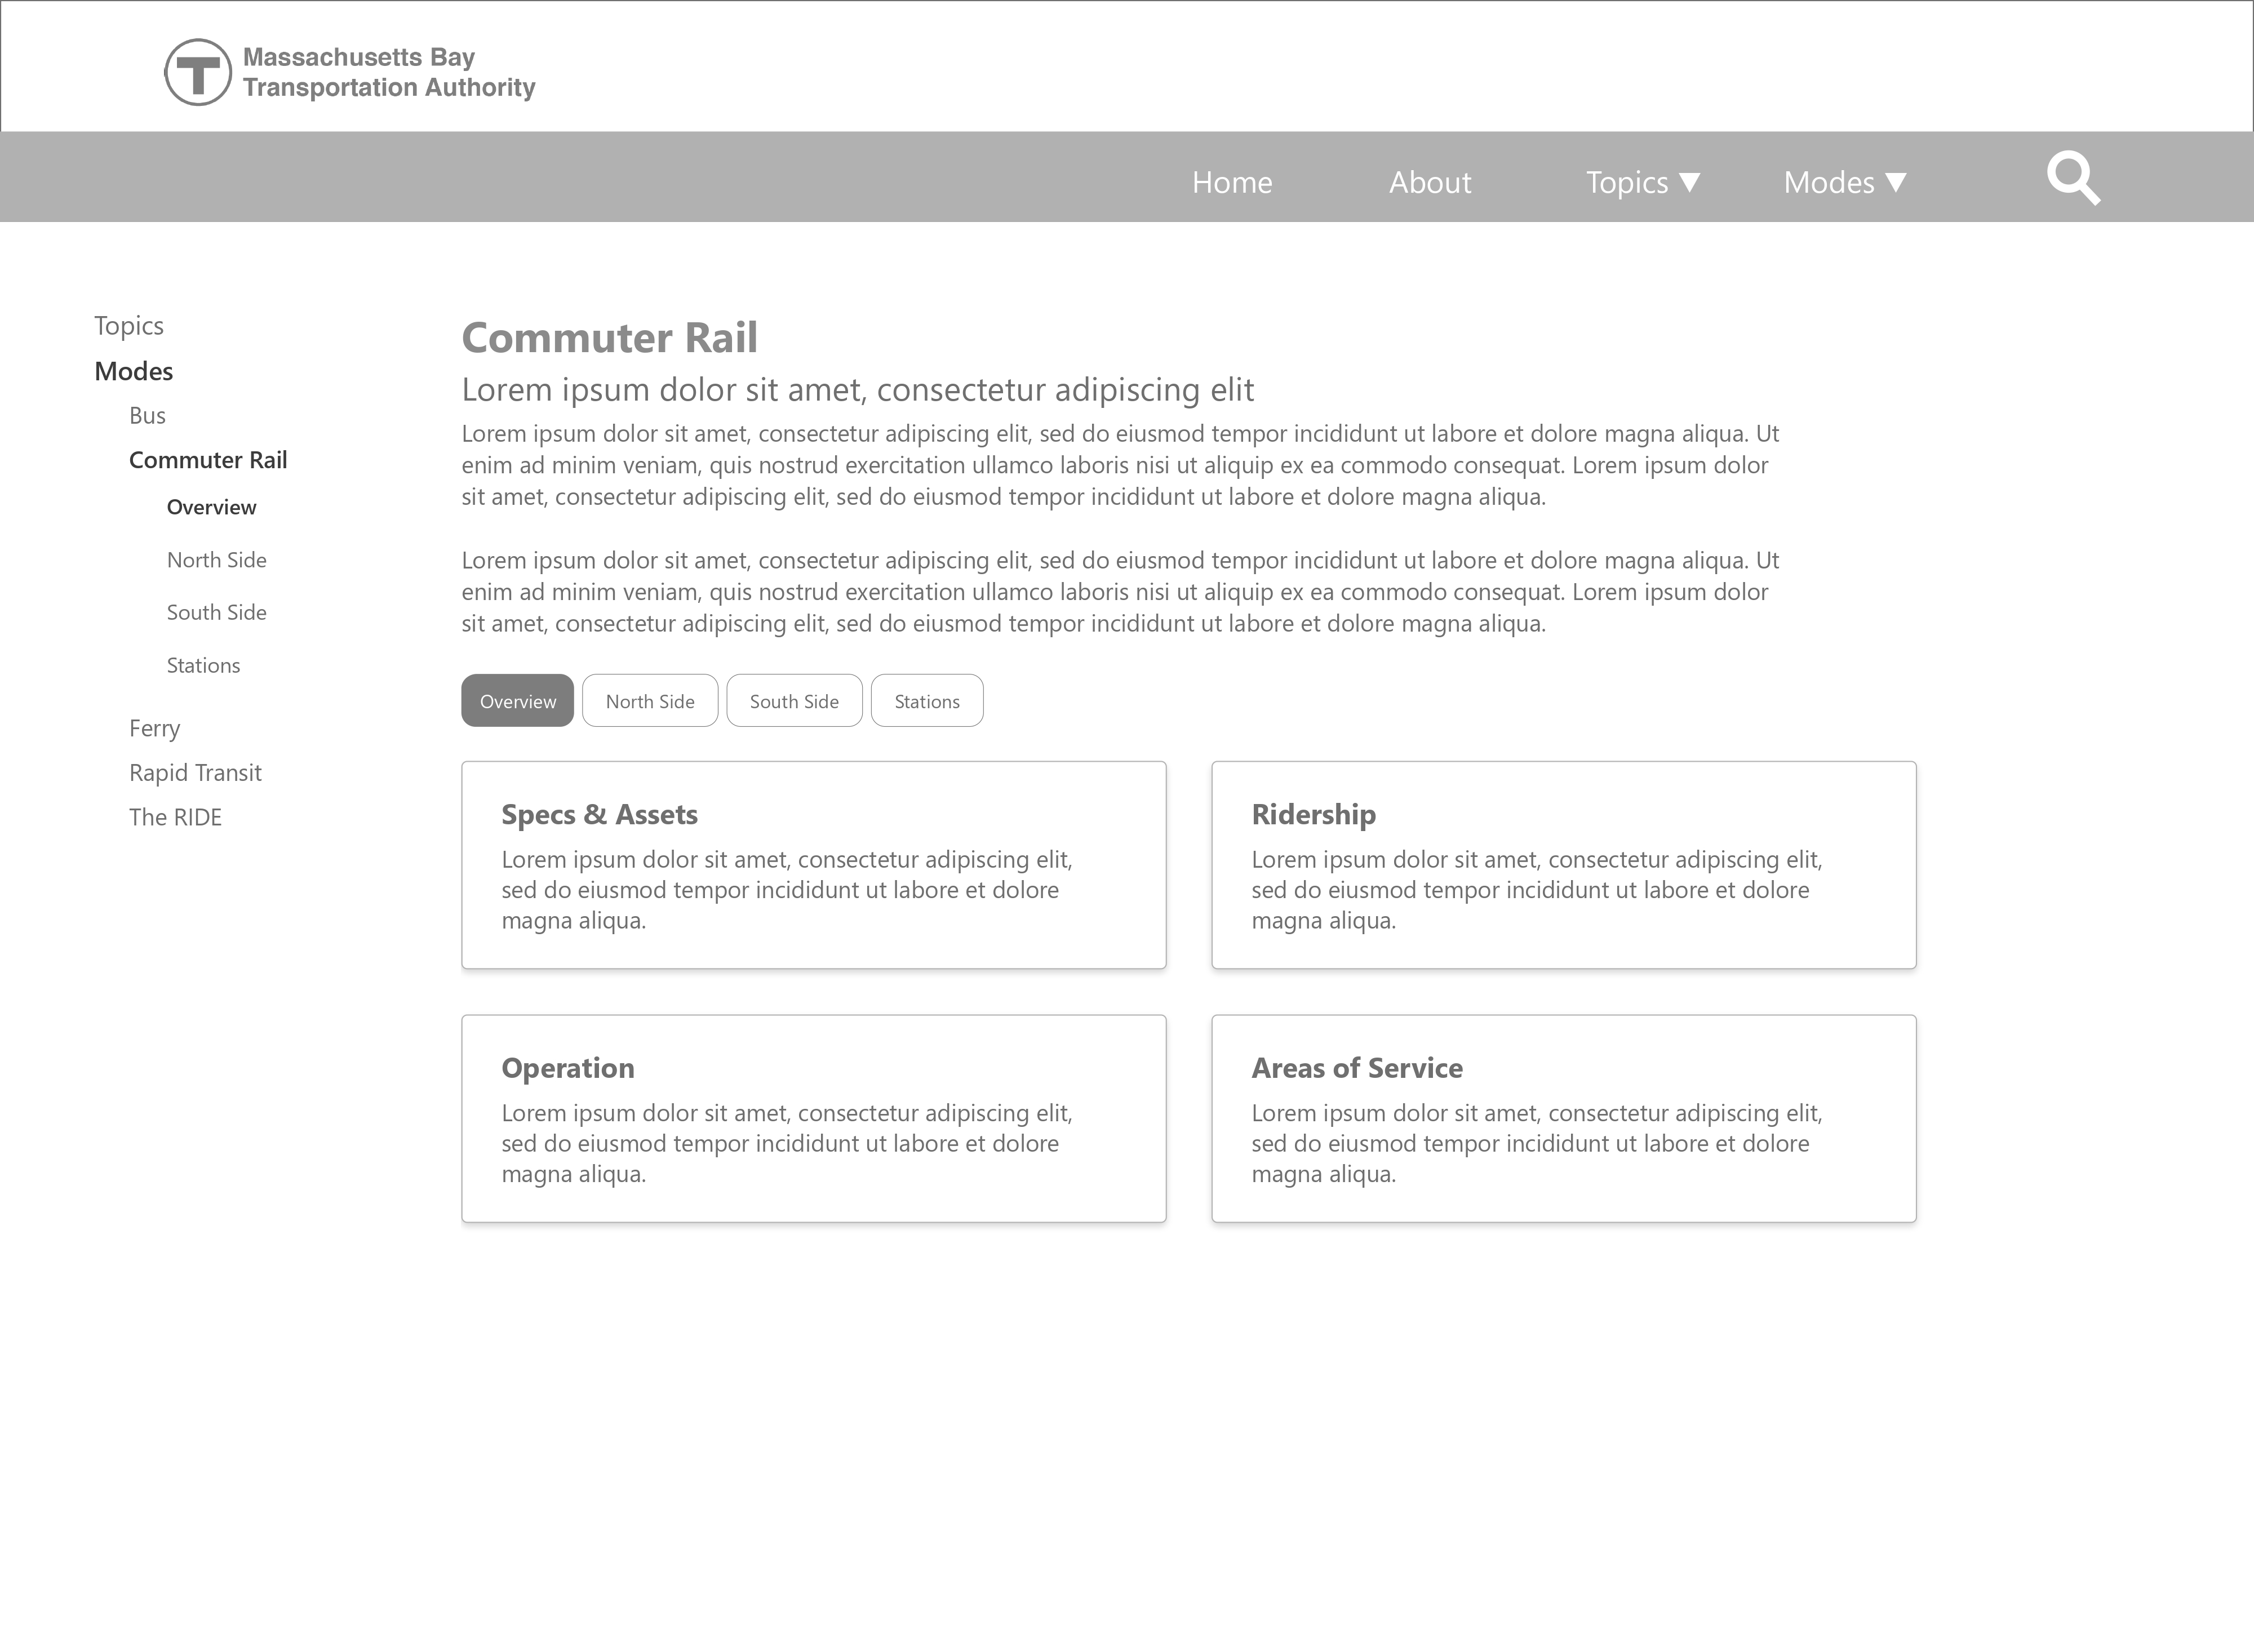 Massachusetts Bay
Transportation Authority
Home
About
Topics ▼
Modes ▼
Topics
Modes
Bus
Commuter Rail
Overview
North Side
South Side
Stations
Ferry
Rapid Transit
The RIDE
Commuter Rail
Lorem ipsum dolor sit amet, consectetur adipiscing elit
Lorem ipsum dolor sit amet, consectetur adipiscing elit, sed do eiusmod tempor incididunt ut labore et dolore magna aliqua. Ut
enim ad minim veniam, quis nostrud exercitation ullamco laboris nisi ut aliquip ex ea commodo consequat. Lorem ipsum dolor
sit amet, consectetur adipiscing elit, sed do eiusmod tempor incididunt ut labore et dolore magna aliqua.
Lorem ipsum dolor sit amet, consectetur adipiscing elit, sed do eiusmod tempor incididunt ut labore et dolore magna aliqua. Ut
enim ad minim veniam, quis nostrud exercitation ullamco laboris nisi ut aliquip ex ea commodo consequat. Lorem ipsum dolor
sit amet, consectetur adipiscing elit, sed do eiusmod tempor incididunt ut labore et dolore magna aliqua.
Overview
North Side
South Side
Stations
Specs & Assets
Lorem ipsum dolor sit amet, consectetur adipiscing elit,
sed do eiusmod tempor incididunt ut labore et dolore
magna aliqua.
Ridership
Lorem ipsum dolor sit amet, consectetur adipiscing elit,
sed do eiusmod tempor incididunt ut labore et dolore
magna aliqua.
Operation
Lorem ipsum dolor sit amet, consectetur adipiscing elit,
sed do eiusmod tempor incididunt ut labore et dolore
magna aliqua.
Areas of Service
Lorem ipsum dolor sit amet, consectetur adipiscing elit,
sed do eiusmod tempor incididunt ut labore et dolore
magna aliqua.